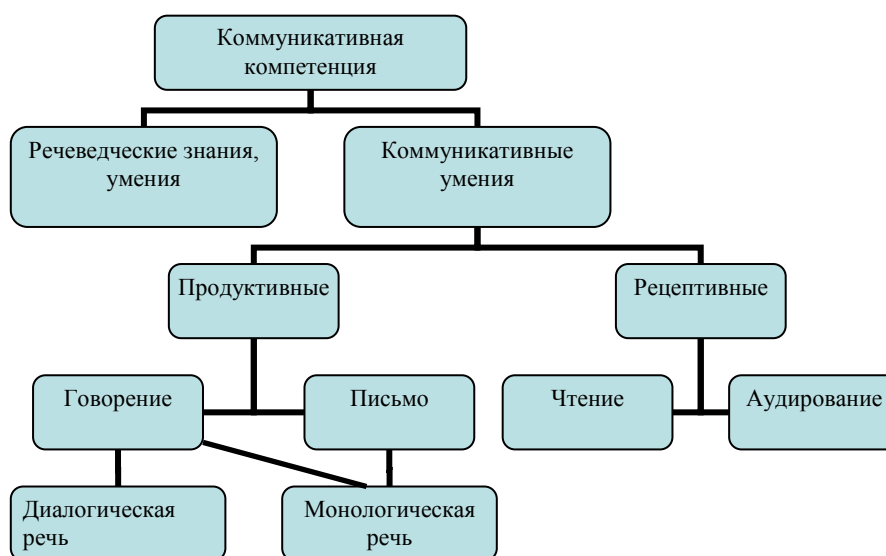 Коммуникативная
компетенция
Речеведческие знания,
умения
Коммуникативные
умения
Продуктивные
Рецептивные
Говорение
Письмо
Чтение
Аудирование
Диалогическая
речь
Монологическая
речь